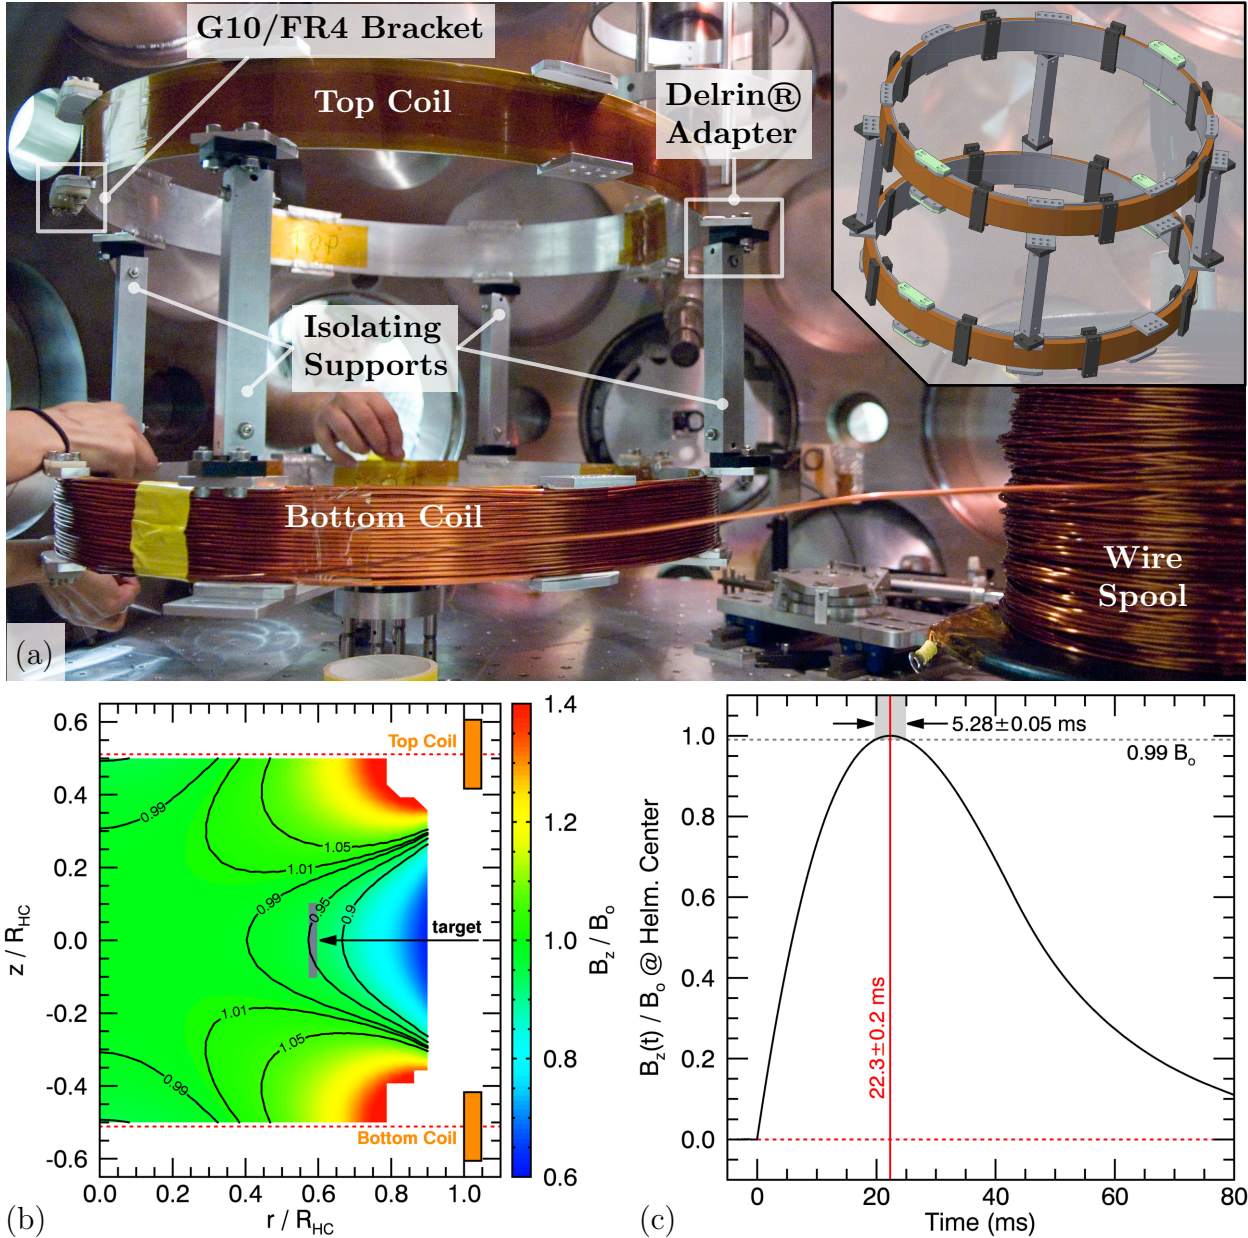 G10/FR4 Bracket
Top Coil
Delrin®
Adapter
TOP
Isolating
Supports
Bottom Coil
Wire
Spool
(a)
0.6
0.4
0.2
0.0
-0.2
-0.4
-0.6
z / R_HC
0.0
0.2
0.4
0.6
0.8
1.0
r / R_HC
Top Coil
0.99
1.05
1.01
0.99
0.95
0.9
target
1.01
1.05
0.99
Bottom Coil
1.4
1.2
1.0
0.8
0.6
B_z / B_o
(b)
5.28±0.05 ms
0.99 B_o
22.3±0.2 ms
1.0
0.8
0.6
0.4
0.2
0.0
B_z(t) / B_o @ Helm. Center
0
20
40
60
80
Time (ms)
(c)